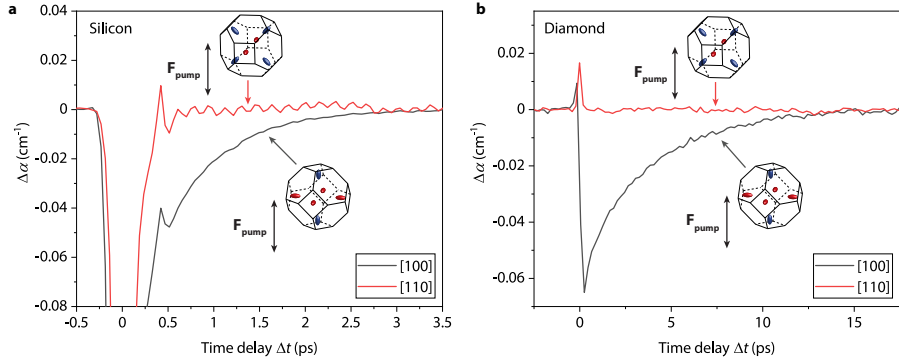 a
Silicon
F_pump
F_pump
Δα (cm⁻¹)
0.04
0.02
0
-0.02
-0.04
-0.06
-0.08
-0.5
0
0.5
1.0
1.5
2.0
2.5
3.0
3.5
Time delay Δt (ps)
[100]
[110]
b
Diamond
F_pump
F_pump
Δα (cm⁻¹)
0.02
0
-0.02
-0.04
-0.06
0
5
10
15
Time delay Δt (ps)
[100]
[110]